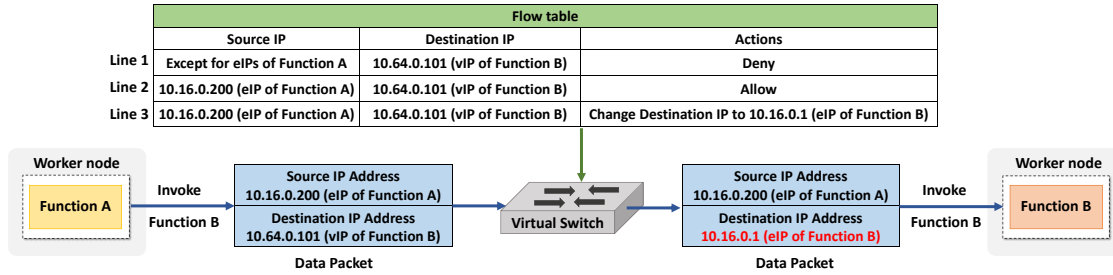 Flow table
Source IP Destination IP Actions
Line 1 Except for eIPs of Function A 10.64.0.101 (vIP of Function B) Deny
Line 2 10.16.0.200 (eIP of Function A) 10.64.0.101 (vIP of Function B) Allow
Line 3 10.16.0.200 (eIP of Function A) 10.64.0.101 (vIP of Function B) Change Destination IP to 10.16.0.1 (eIP of Function B)
Worker node
Function A
Invoke
Function B
Source IP Address
10.16.0.200 (eIP of Function A)
Destination IP Address
10.64.0.101 (vIP of Function B)
Data Packet
Virtual Switch
Source IP Address
10.16.0.200 (eIP of Function A)
Destination IP Address
10.16.0.1 (eIP of Function B)
Data Packet
Invoke
Function B
Worker node
Function B